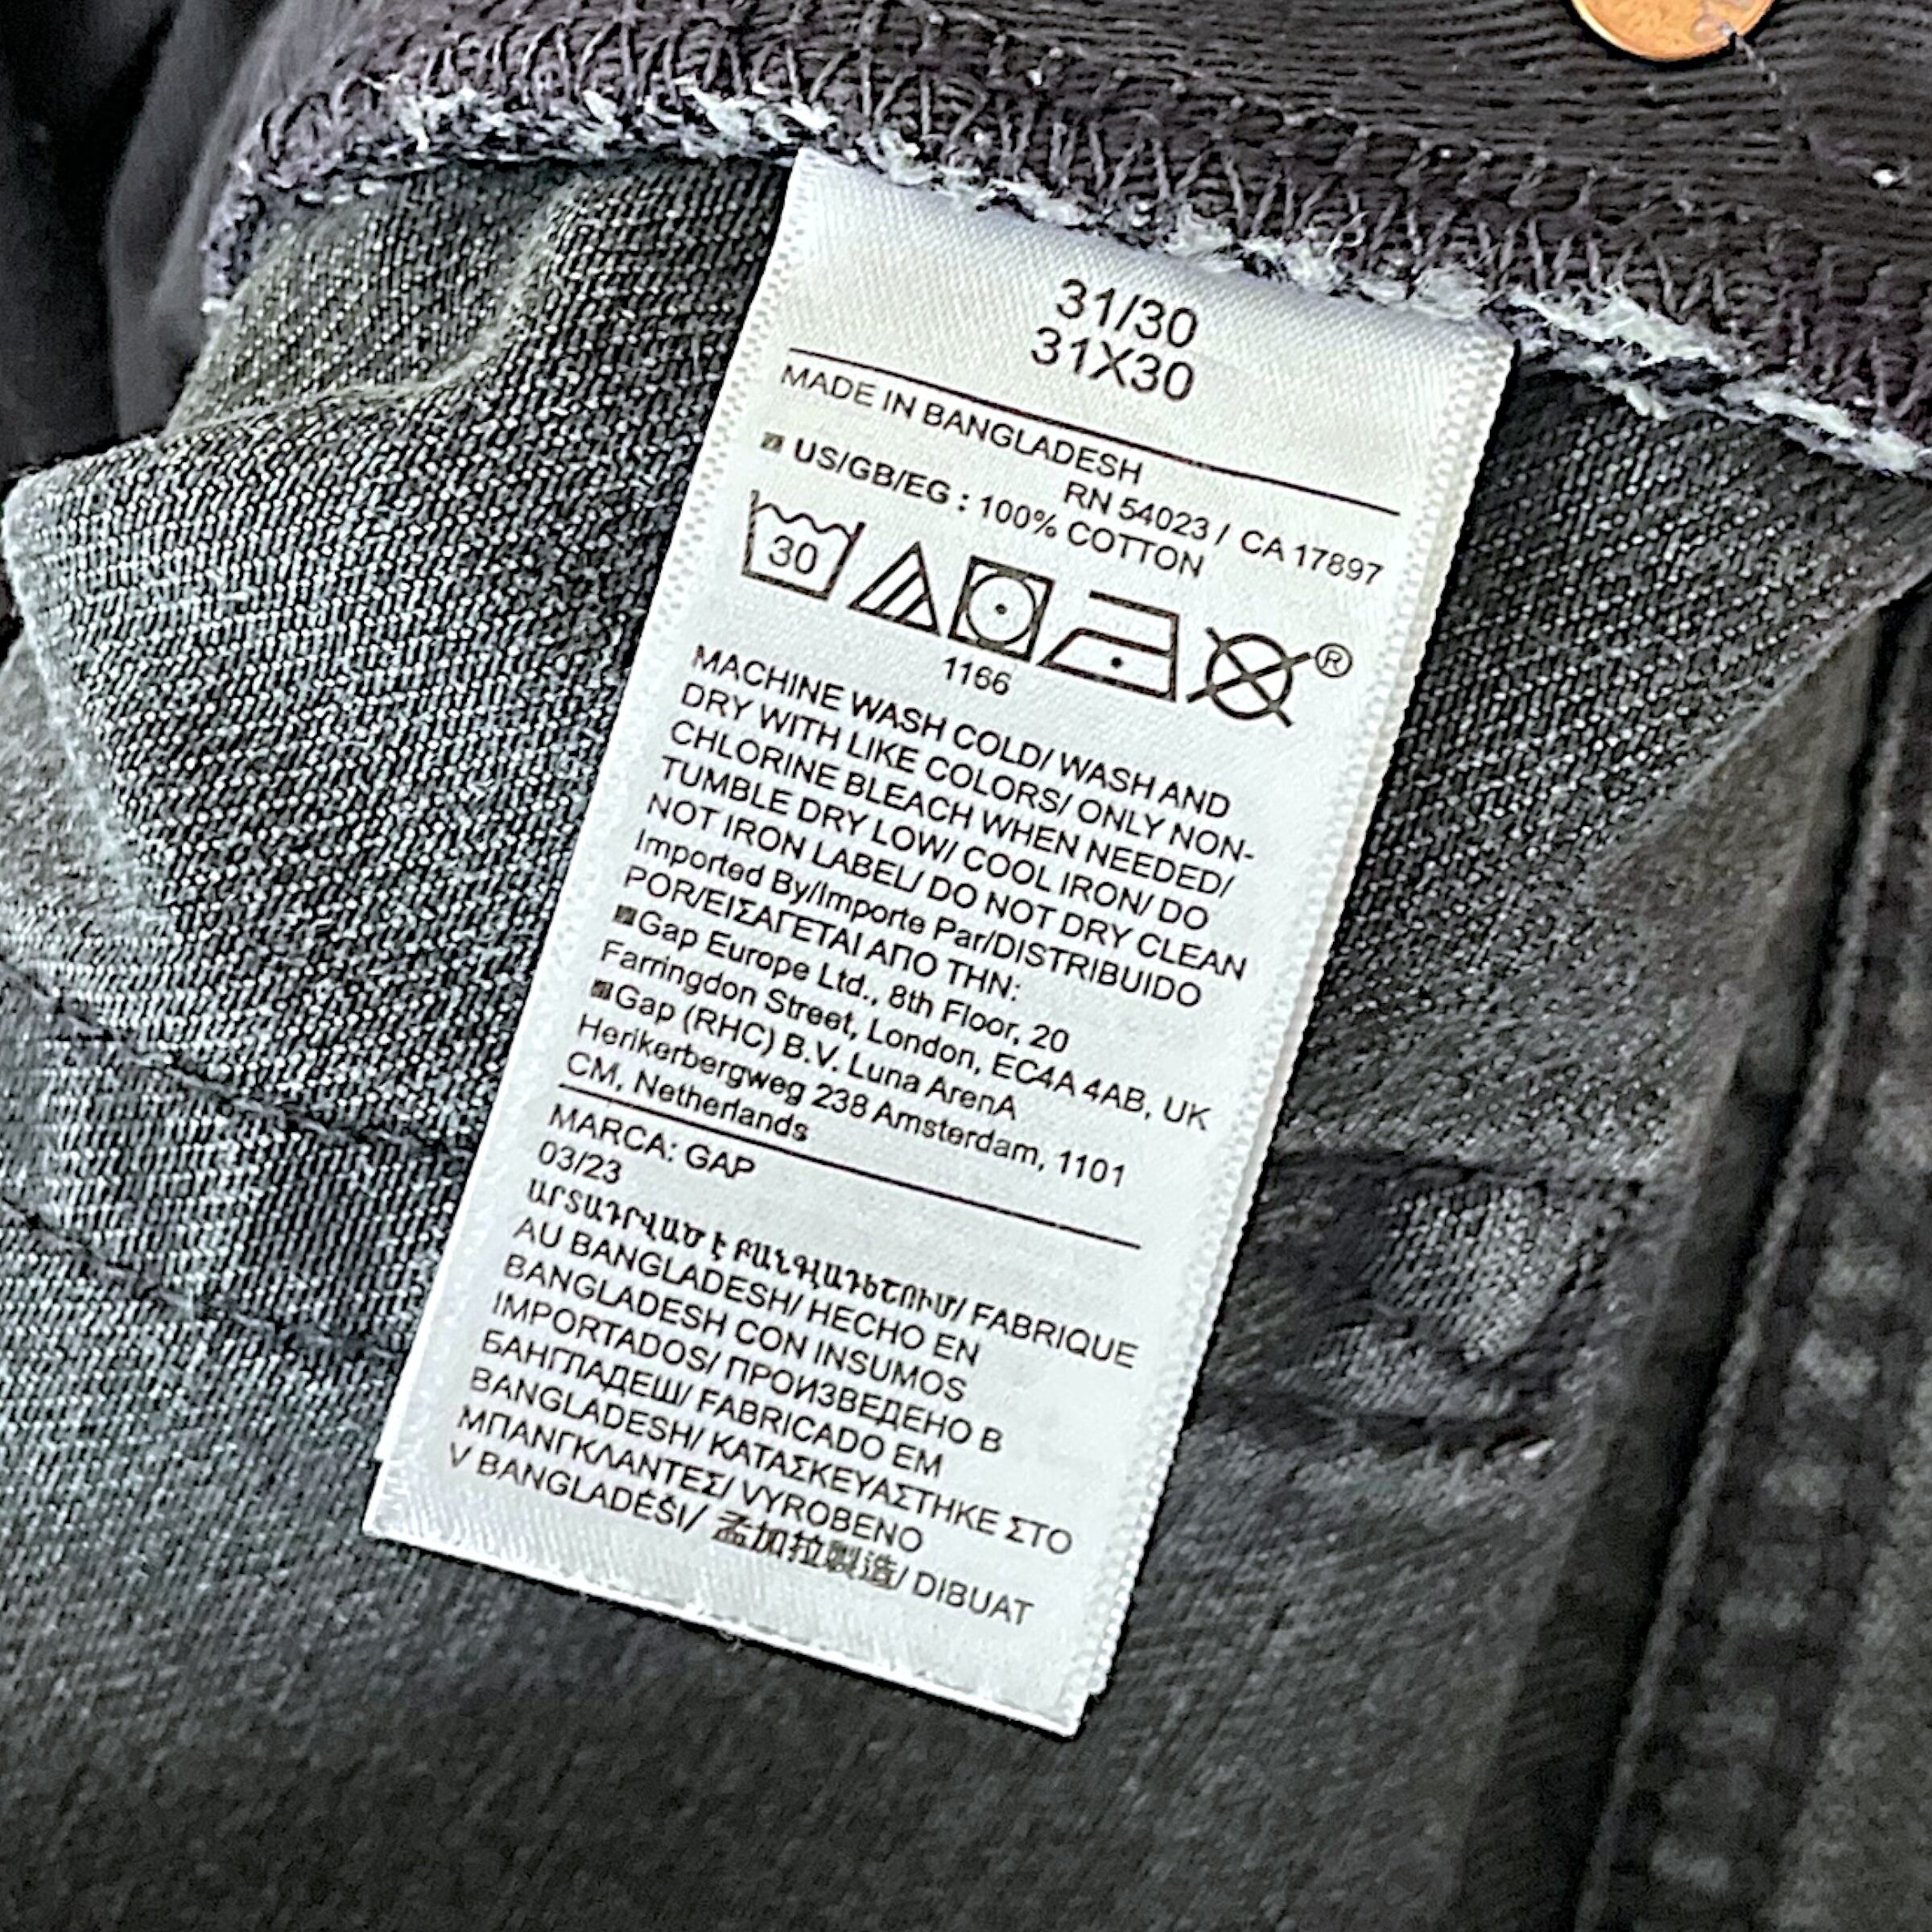 31/30
31X30
MADE IN BANGLADESH
RN 54023 / CA 17897
US/GB/EG : 100% COTTON
30
®
1166
MACHINE WASH COLD/ WASH AND
DRY WITH LIKE COLORS/ ONLY NON-
CHLORINE BLEACH WHEN NEEDED/
TUMBLE DRY LOW/ COOL IRON/ DO
NOT IRON LABEL/ DO NOT DRY CLEAN
Imported By/Importe Par/DISTRIBUIDO
POR/ΕΙΣΑΓΕΤΑΙ ΑΠΟ ΤΗΝ:
Gap Europe Ltd., 8th Floor, 20
Farringdon Street, London, EC4A 4AB, UK
Gap (RHC) B.V. Luna ArenA
Herikerbergweg 238 Amsterdam, 1101
CM, Netherlands
MARCA: GAP
03/23
ԱՐՏԱԴՐՎԱԾ Է ԲԱՆԳԼԱԴԵՇՈՒՄ/ FABRIQUE
AU BANGLADESH/ HECHO EN
BANGLADESH CON INSUMOS
IMPORTADOS/ ПРОИЗВЕДЕНО В
БАНГЛАДЕШ/ FABRICADO EM
BANGLADESH/ ΚΑΤΑΣΚΕΥΑΣΤΗΚΕ ΣΤΟ
ΜΠΑΝΓΚΛΑΝΤΕΣ/ VYROBENO
V BANGLADÉŠI/ 孟加拉製造/ DIBUAT